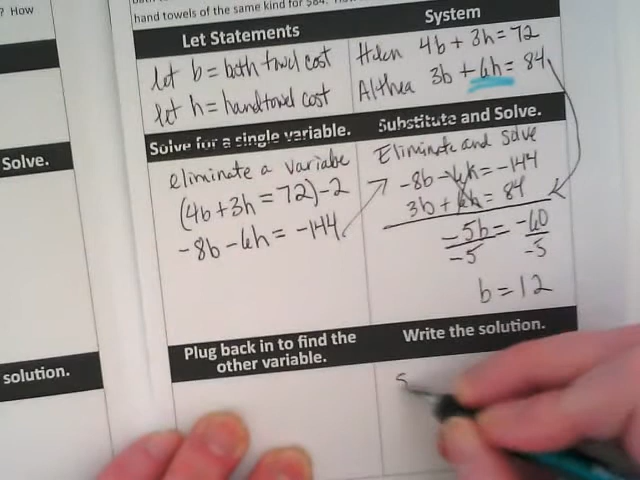 ? How
hand towels of the same kind for $84.
Let Statements
System
let b = bath towel cost
let h = hand towel cost
Helen 4b + 3h = 72
Althea 3b + 6h = 84
Solve.
Solve for a single variable.
Substitute and Solve.
eliminate a variabe
(4b + 3h = 72) -2
-8b - 6h = -144
Eliminate and solve
-8b - 6h = -144
3b + 6h = 84
-5b = -60
-5 -5
b = 12
solution.
Plug back in to find the
other variable.
Write the solution.
S